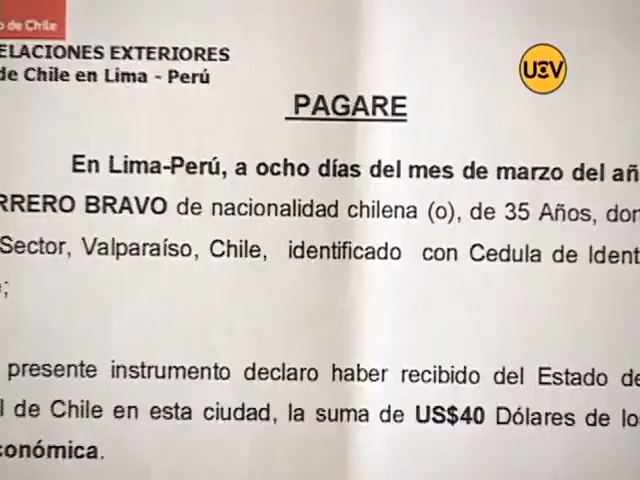 o de Chile
ELACIONES EXTERIORES
de Chile en Lima - Perú
UCV
PAGARE
En Lima-Perú, a ocho días del mes de marzo del añ
RRERO BRAVO de nacionalidad chilena (o), de 35 Años, don
Sector, Valparaíso, Chile, identificado con Cedula de Ident
;
presente instrumento declaro haber recibido del Estado de
l de Chile en esta ciudad, la suma de US$40 Dólares de lo
conómica.